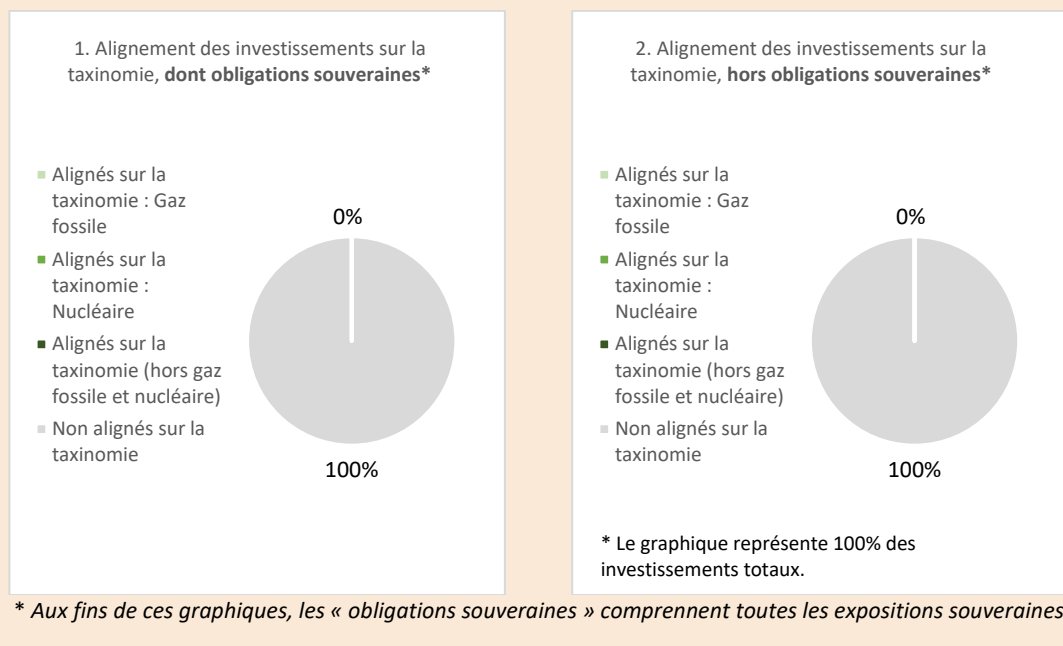 1. Alignement des investissements sur la
taxinomie, dont obligations souveraines*
Alignés sur la
taxinomie : Gaz
fossile
Alignés sur la
taxinomie :
Nucléaire
Alignés sur la
taxinomie (hors gaz
fossile et nucléaire)
Non alignés sur la
taxinomie
0%
100%
2. Alignement des investissements sur la
taxinomie, hors obligations souveraines*
Alignés sur la
taxinomie : Gaz
fossile
Alignés sur la
taxinomie :
Nucléaire
Alignés sur la
taxinomie (hors gaz
fossile et nucléaire)
Non alignés sur la
taxinomie
0%
100%
* Le graphique représente 100% des
investissements totaux.
* Aux fins de ces graphiques, les « obligations souveraines » comprennent toutes les expositions souveraines